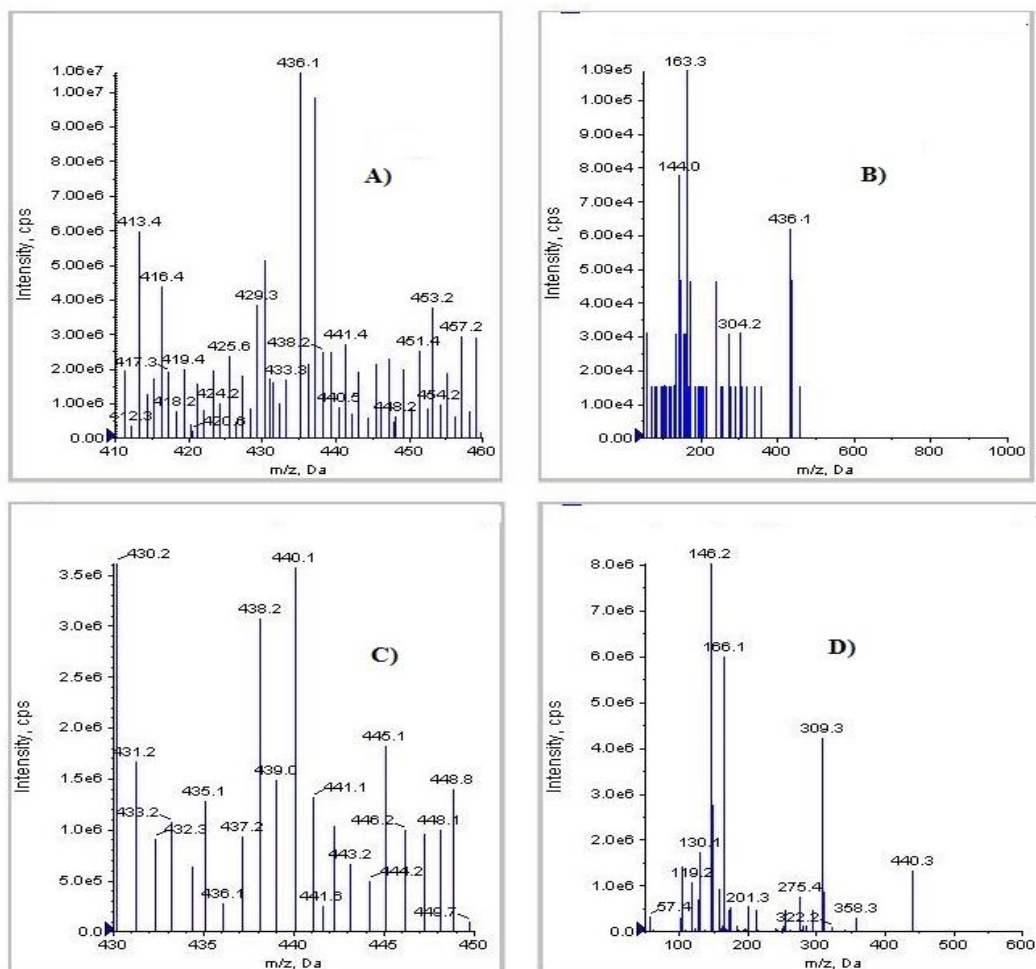 1.06e7
1.00e7
9.00e6
8.00e6
7.00e6
6.00e6
5.00e6
4.00e6
3.00e6
2.00e6
1.00e6
0.00
Intensity, cps
436.1
A)
413.4
416.4
429.3
453.2
438.2
441.4
457.2
425.6
451.4
417.3
419.4
433.3
424.2
440.5
454.2
418.2
448.2
412.3
420.6
410 420 430 440 450 460
m/z, Da
1.09e5
1.00e5
9.00e4
8.00e4
7.00e4
6.00e4
5.00e4
4.00e4
3.00e4
2.00e4
1.00e4
0.00
Intensity, cps
163.3
144.0
B)
436.1
304.2
200 400 600 800 1000
m/z, Da
3.5e6
3.0e6
2.5e6
2.0e6
1.5e6
1.0e6
5.0e5
0.0
Intensity, cps
430.2
440.1
438.2
C)
431.2
445.1
439.0
448.8
435.1
441.1
433.2
432.3
437.2
446.2
448.1
443.2
444.2
436.1
441.6
449.7
430 435 440 445 450
m/z, Da
8.0e6
7.0e6
6.0e6
5.0e6
4.0e6
3.0e6
2.0e6
1.0e6
0.0
Intensity, cps
146.2
166.1
D)
309.3
130.1
119.2
440.3
275.4
57.4
201.3
322.2
358.3
100 200 300 400 500 600
m/z, Da